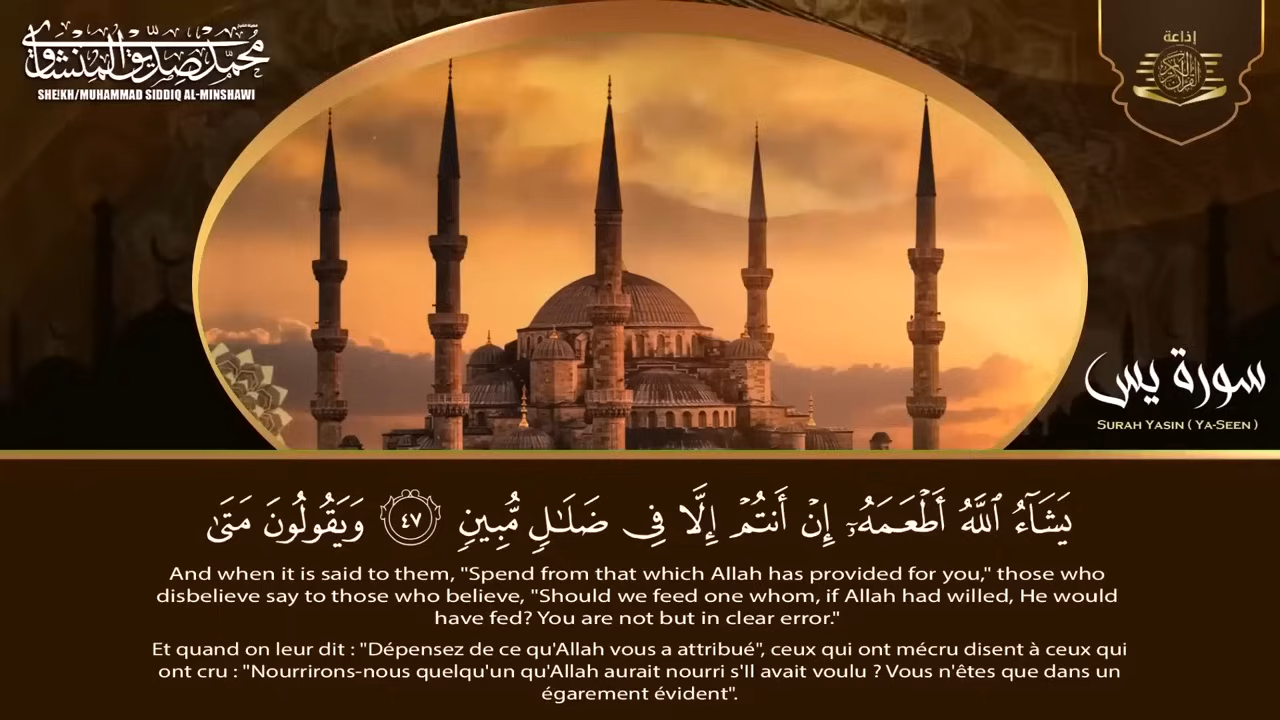 محمد صديق المنشاوي
SHEIKH/MUHAMMAD SIDDIQ AL-MINSHAWI
إذاعة
القرآن الكريم
سورة يس
SURAH YASIN ( YA-SEEN )
يَشَآءُ ٱللَّهُ أَطْعَمَهُۥٓ إِنْ أَنتُمْ إِلَّا فِى ضَلَـٰلٍ مُّبِينٍ ٤٧ وَيَقُولُونَ مَتَىٰ
And when it is said to them, "Spend from that which Allah has provided for you," those who
disbelieve say to those who believe, "Should we feed one whom, if Allah had willed, He would
have fed? You are not but in clear error."
Et quand on leur dit : "Dépensez de ce qu'Allah vous a attribué", ceux qui ont mécru disent à ceux qui
ont cru : "Nourrirons-nous quelqu'un qu'Allah aurait nourri s'Il avait voulu ? Vous n'êtes que dans un
égarement évident".